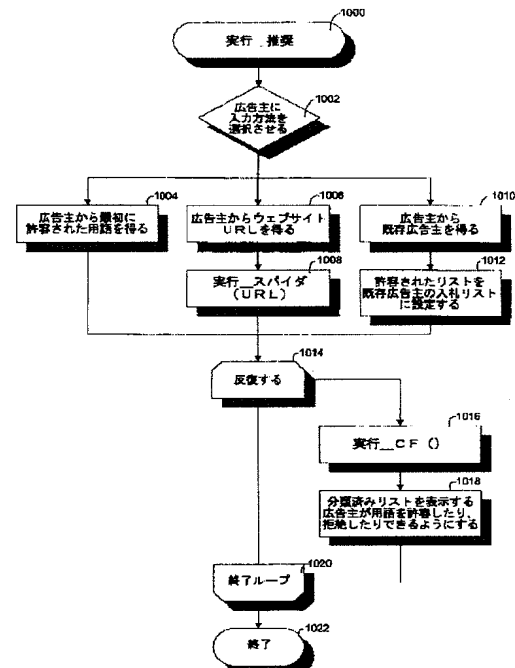 1000
実行＿推奨
1002
広告主に
入力方法を
選択させる
1004
広告主から最初に
許容された用語を得る
1006
広告主からウェブサイト
ＵＲＬを得る
1010
広告主から
既存広告主を得る
1008
実行＿スパイダ
（ＵＲＬ）
1012
許容されたリストを
既存広告主の入札リスト
に設定する
1014
反復する
1016
実行＿ＣＦ（）
1018
分類済みリストを表示する
広告主が用語を許容したり、
拒絶したりできるようにする
1020
終了ループ
1022
終了